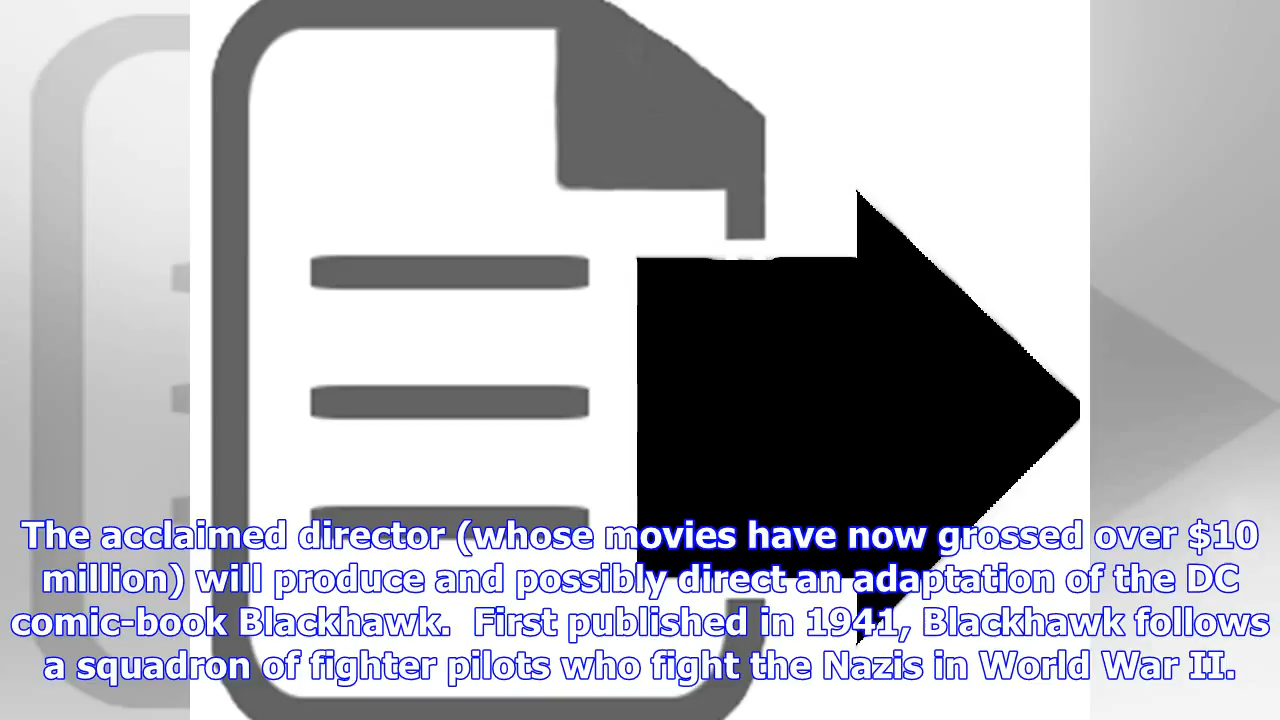 The acclaimed director (whose movies have now grossed over $10
million) will produce and possibly direct an adaptation of the DC
comic-book Blackhawk.  First published in 1941, Blackhawk follows
a squadron of fighter pilots who fight the Nazis in World War II.